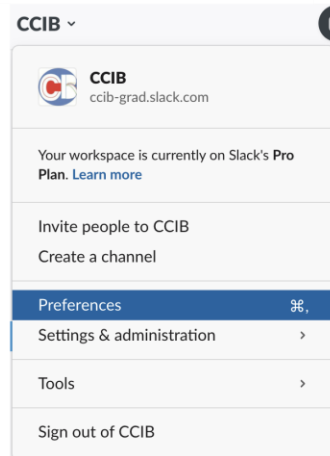 CCIB
CCIB
ccib-grad.slack.com
Your workspace is currently on Slack's Pro
Plan. Learn more
Invite people to CCIB
Create a channel
Preferences ⌘,
Settings & administration
Tools
Sign out of CCIB